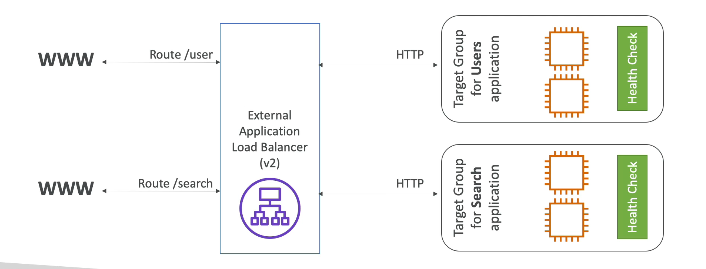 WWW
Route /user
HTTP
Target Group
for Users
application
Health Check
External
Application
Load Balancer
(v2)
WWW
Route /search
HTTP
Target Group
for Search
application
Health Check